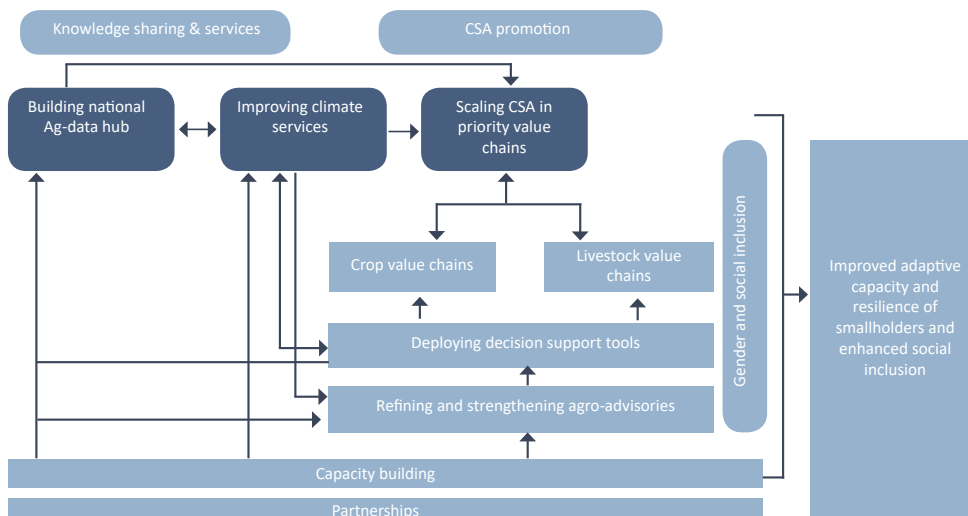 Knowledge sharing & services
CSA promotion
Building national
Ag-data hub
Improving climate
services
Scaling CSA in
priority value
chains
Crop value chains
Livestock value
chains
Deploying decision support tools
Refining and strengthening agro-advisories
Capacity building
Partnerships
Gender and social inclusion
Improved adaptive
capacity and
resilience of
smallholders and
enhanced social
inclusion